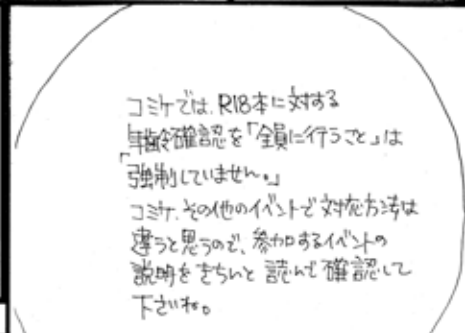 コミケでは、R18本に対する
年齢確認を「全員に行うこと」は
「強制していません。」
コミケ、その他のイベントで対応方法は
違うと思うので、参加するイベントの
説明をきちんと読んで確認して
下さいね。